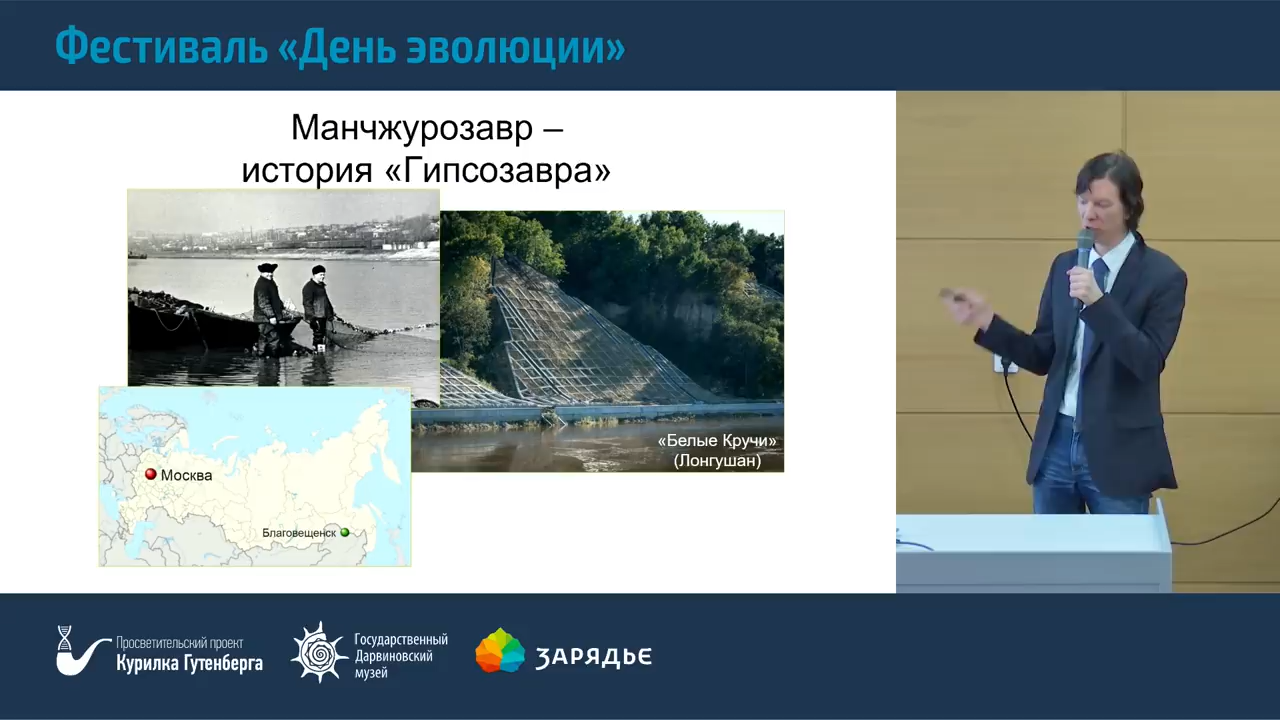 Фестиваль «День эволюции»
Манчжурозавр –
история «Гипсозавра»
«Белые Кручи»
(Лонгушан)
Москва
Благовещенск
Просветительский проект
Курилка Гутенберга
Государственный
Дарвиновский
музей
ЗАРЯДЬЕ